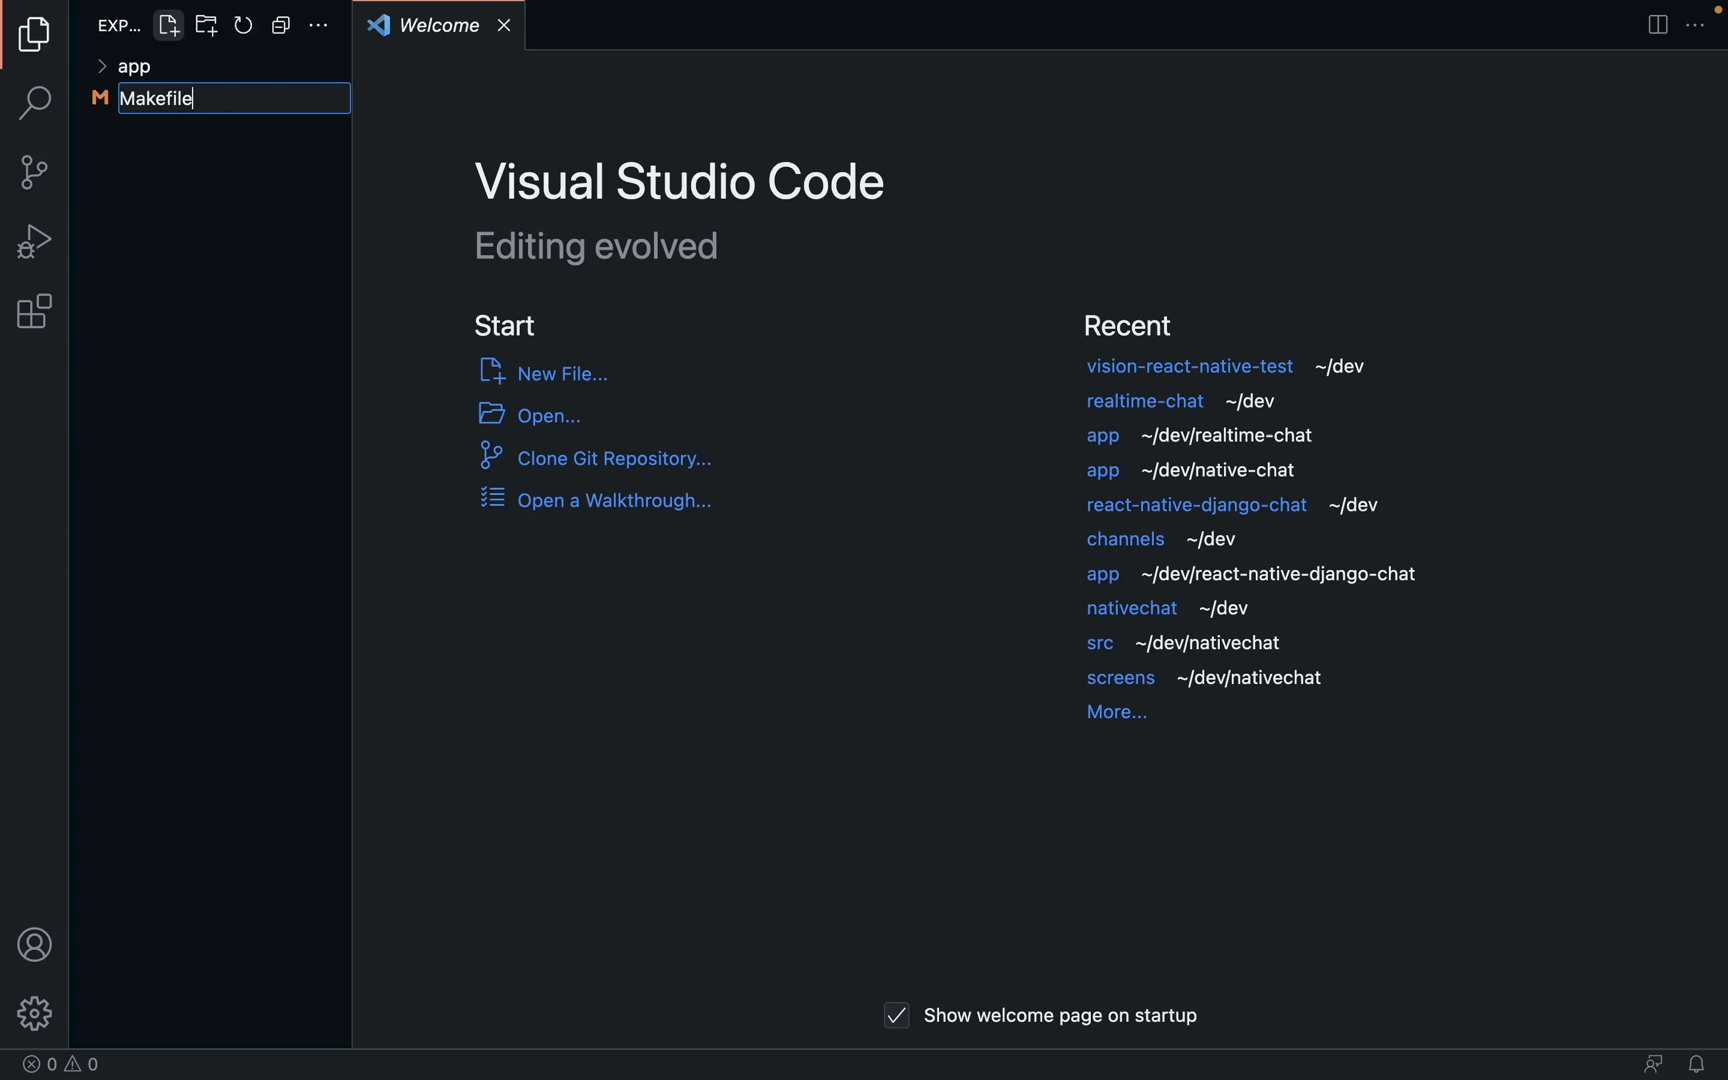 EXP...
Welcome
app
Makefile
Visual Studio Code
Editing evolved
Start
New File...
Open...
Clone Git Repository...
Open a Walkthrough...
Recent
vision-react-native-test ~/dev
realtime-chat ~/dev
app ~/dev/realtime-chat
app ~/dev/native-chat
react-native-django-chat ~/dev
channels ~/dev
app ~/dev/react-native-django-chat
nativechat ~/dev
src ~/dev/nativechat
screens ~/dev/nativechat
More...
Show welcome page on startup
0 0